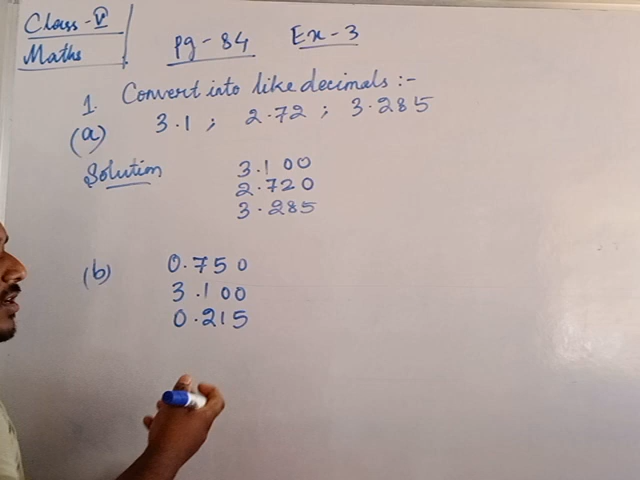 Class - V
Maths
Pg - 84 Ex - 3
1. Convert into like decimals :-
(a) 3.1 ; 2.72 ; 3.285
Solution 3.100
2.720
3.285
(b) 0.750
3.100
0.215